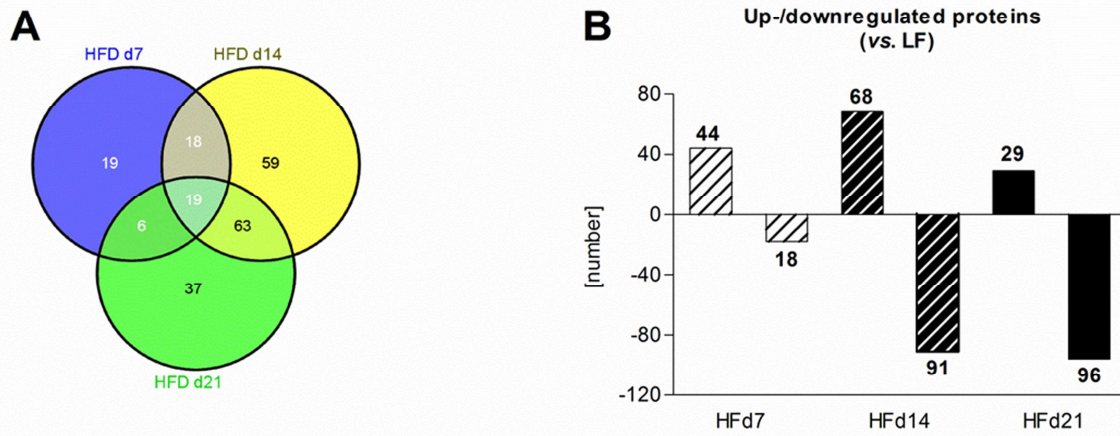 A
HFD d7
HFD d14
18
19
59
19
6
63
37
HFD d21
B
Up-/downregulated proteins
(vs. LF)
[number]
80
40
0
-40
-80
-120
44
18
68
91
29
96
HFd7
HFd14
HFd21